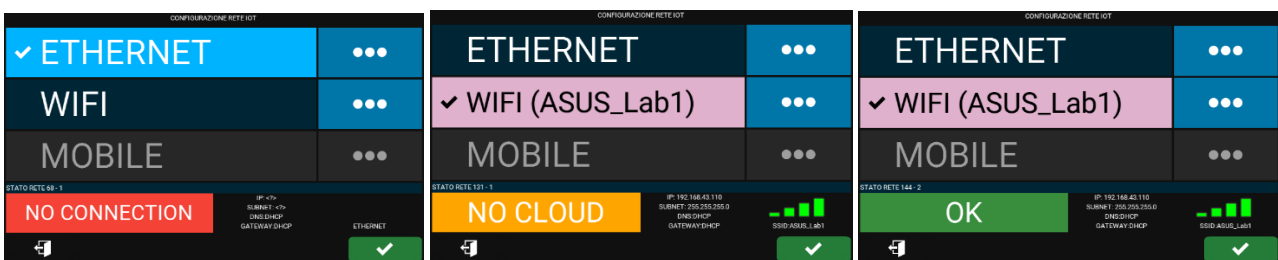 CONFIGURAZIONE RETE IOT
ETHERNET
WIFI
MOBILE
STATO RETE 68 - 1
NO CONNECTION
IP: <?>
SUBNET: <?>
DNS:DHCP
GATEWAY:DHCP
ETHERNET
CONFIGURAZIONE RETE IOT
ETHERNET
WIFI (ASUS_Lab1)
MOBILE
STATO RETE 131 - 1
NO CLOUD
IP: 192.168.43.110
SUBNET: 255.255.255.0
DNS:DHCP
GATEWAY:DHCP
SSID:ASUS_Lab1
CONFIGURAZIONE RETE IOT
ETHERNET
WIFI (ASUS_Lab1)
MOBILE
STATO RETE 144 - 2
OK
IP: 192.168.43.110
SUBNET: 255.255.255.0
DNS:DHCP
GATEWAY:DHCP
SSID:ASUS_Lab1